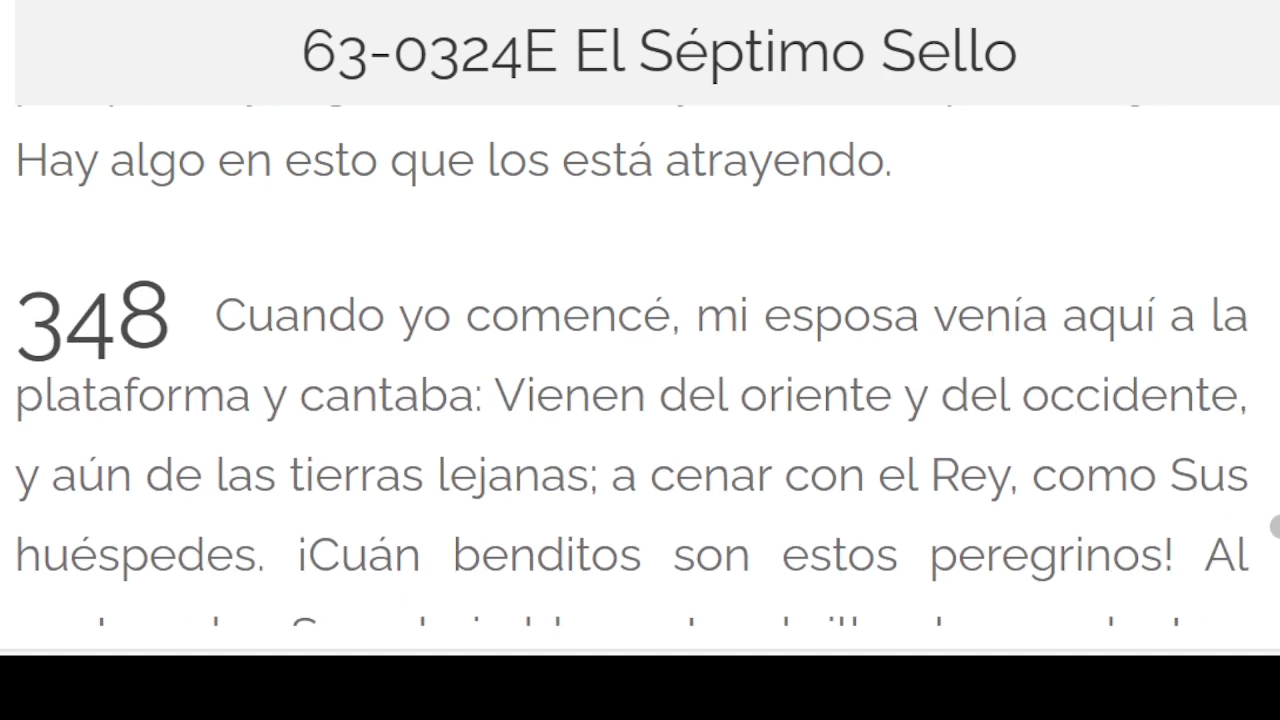 63-0324E El Séptimo Sello
Hay algo en esto que los está atrayendo.
348 Cuando yo comencé, mi esposa venía aquí a la
plataforma y cantaba: Vienen del oriente y del occidente,
y aún de las tierras lejanas; a cenar con el Rey, como Sus
huéspedes. ¡Cuán benditos son estos peregrinos! Al